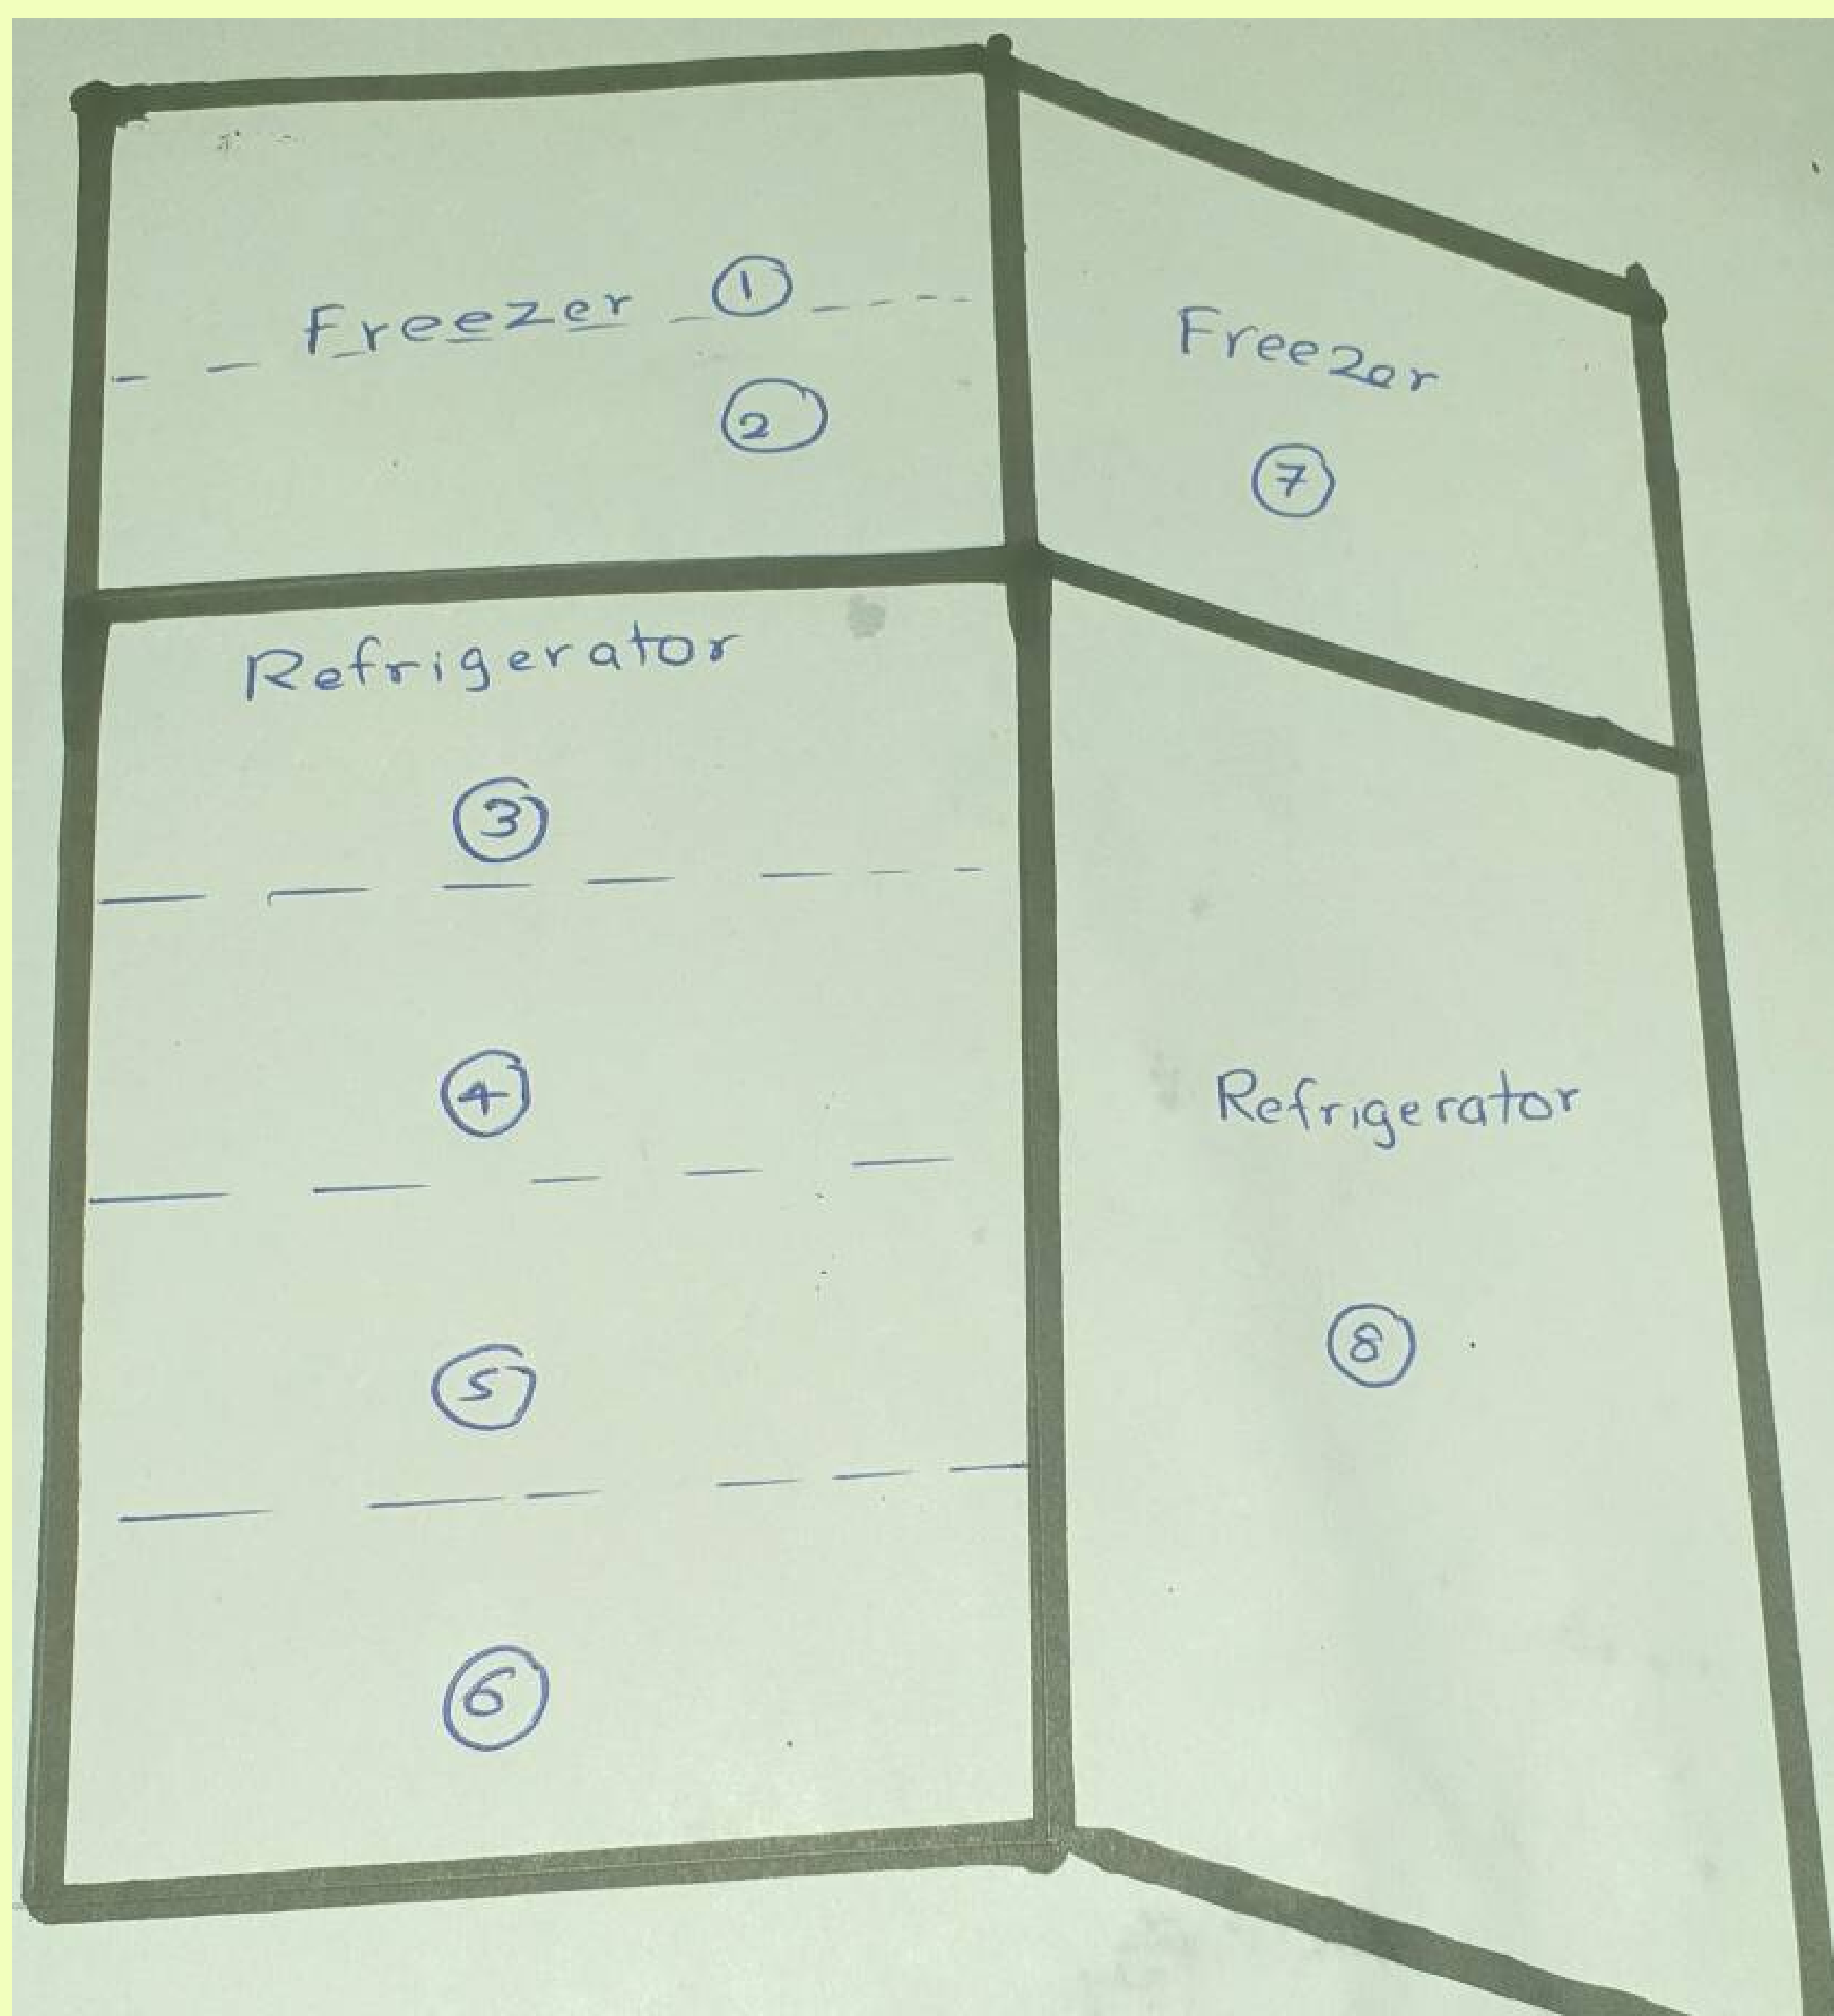 Freezer ①
②
Freezer
⑦
Refrigerator
③
④
⑤
⑥
Refrigerator
⑧